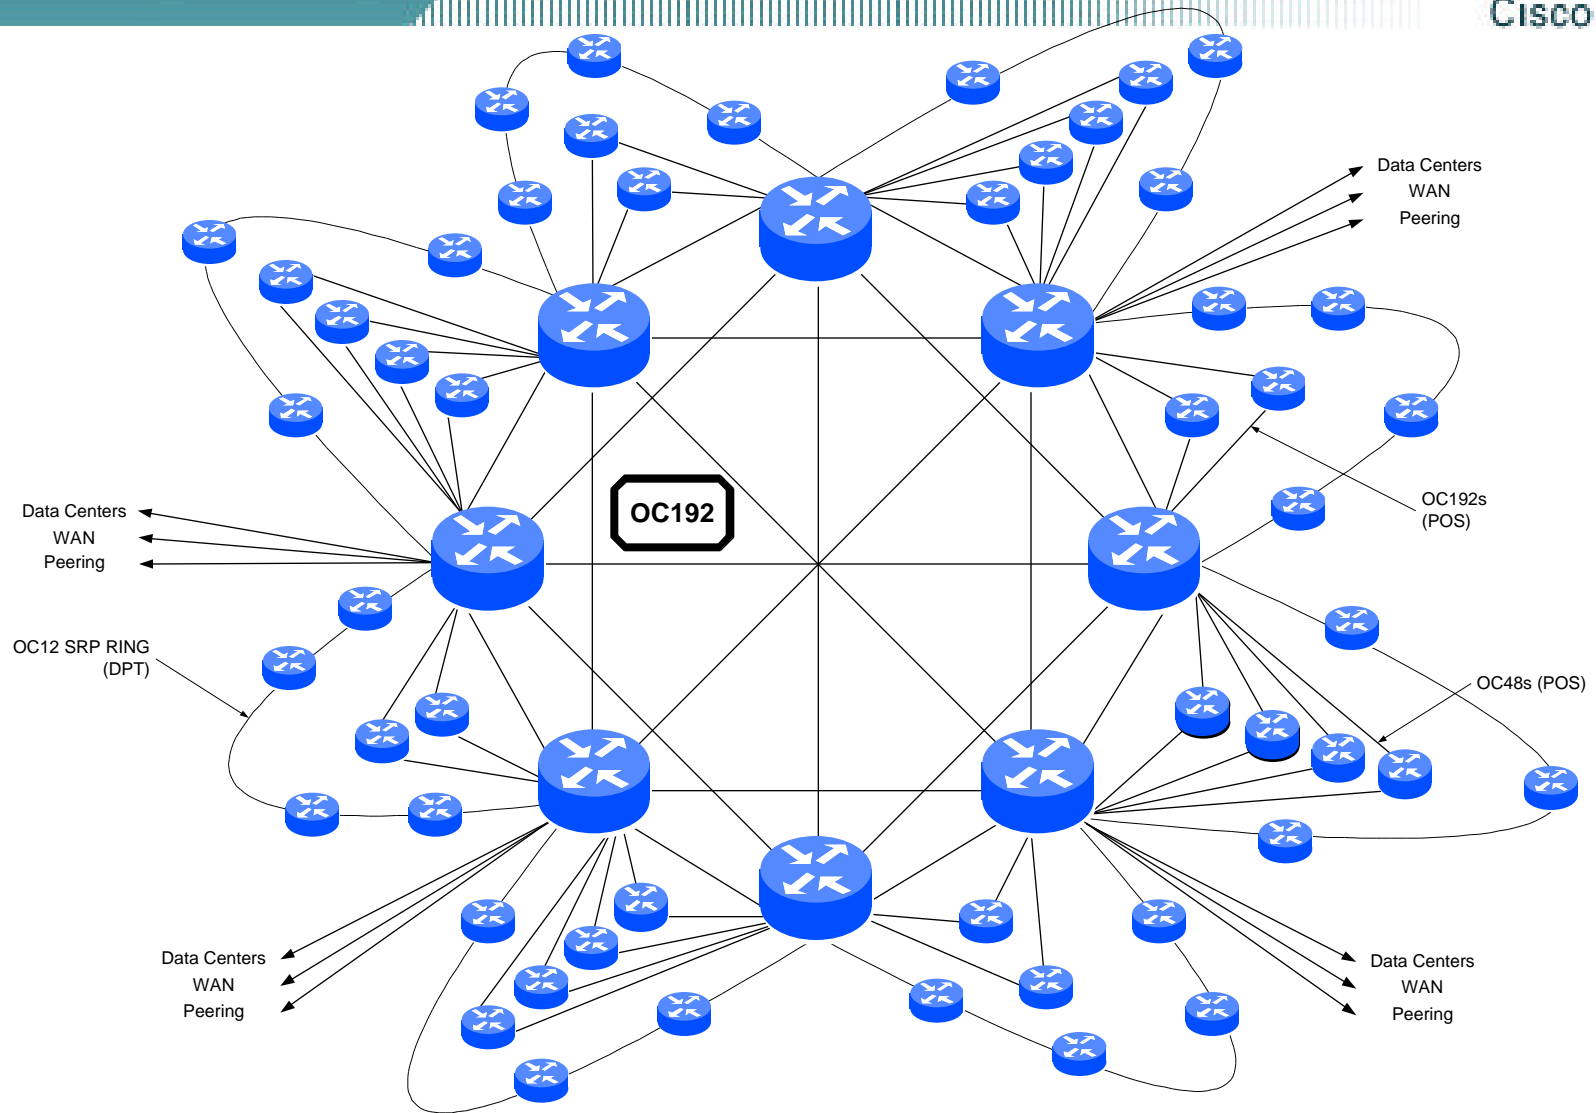 Cisco
Data Centers
WAN
Peering
OC192
OC192s
(POS)
Data Centers
WAN
Peering
OC12 SRP RING
(DPT)
OC48s (POS)
Data Centers
WAN
Peering
Data Centers
WAN
Peering